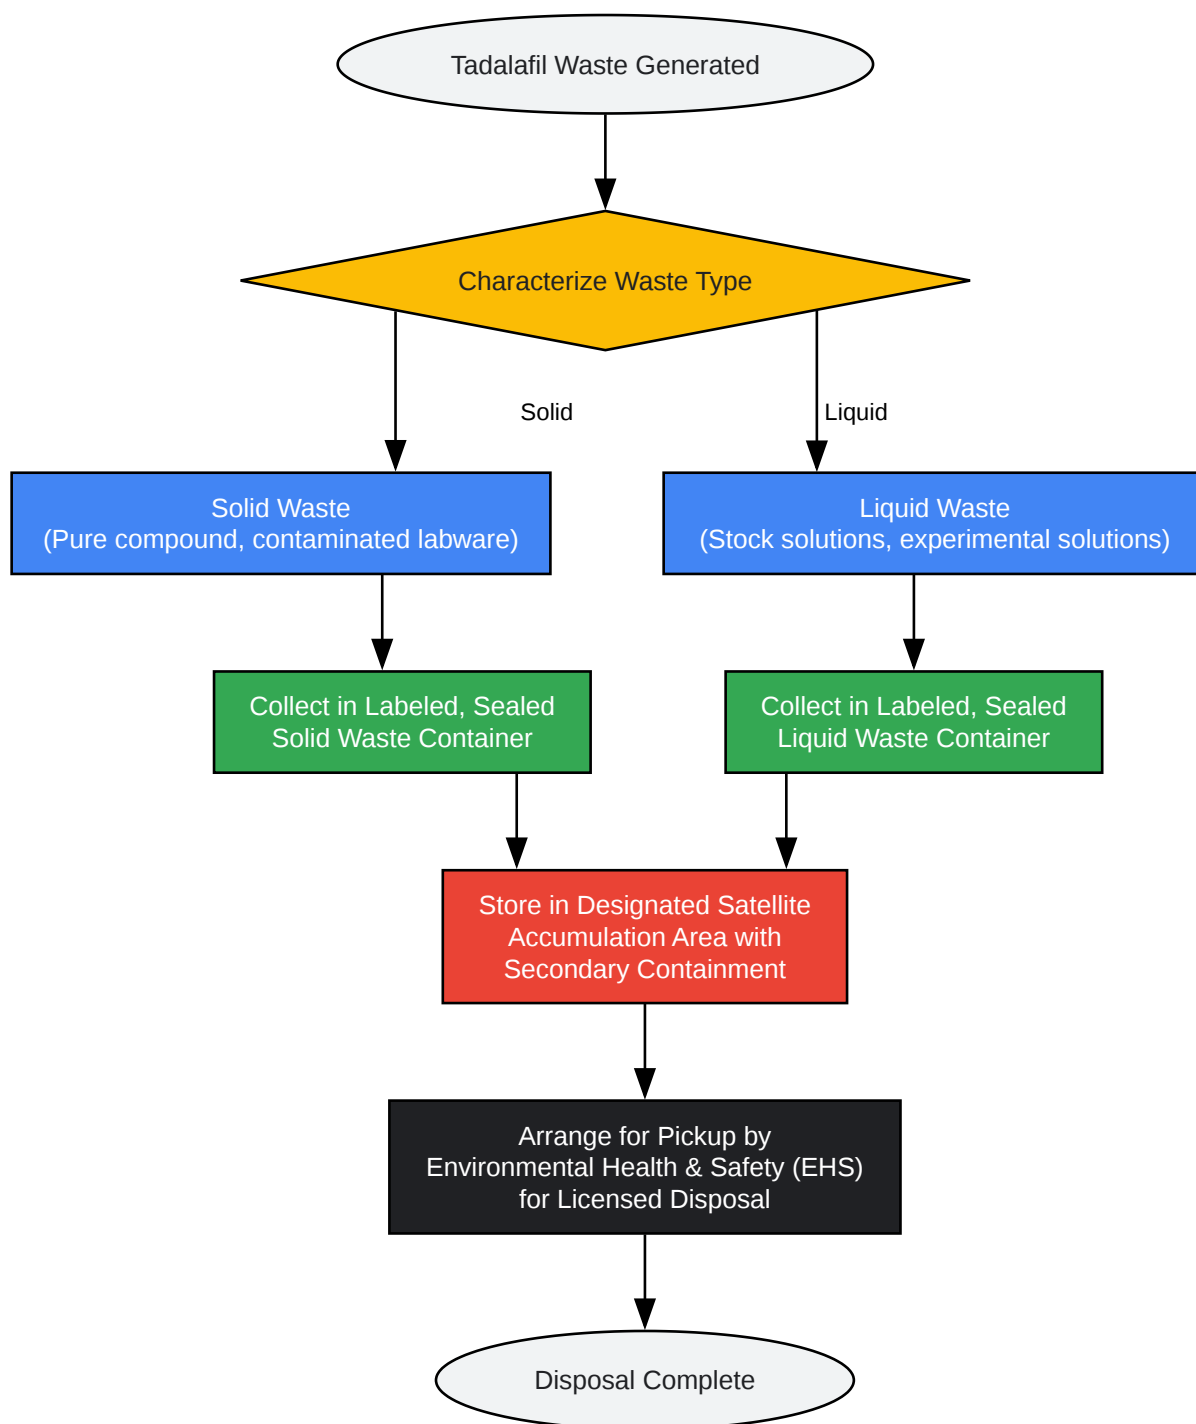 Tadalafil Waste Generated
Characterize Waste Type
Solid
Liquid
Solid Waste
(Pure compound, contaminated labware)
Liquid Waste
(Stock solutions, experimental solutions)
Collect in Labeled, Sealed
Solid Waste Container
Collect in Labeled, Sealed
Liquid Waste Container
Store in Designated Satellite
Accumulation Area with
Secondary Containment
Arrange for Pickup by
Environmental Health & Safety (EHS)
for Licensed Disposal
Disposal Complete